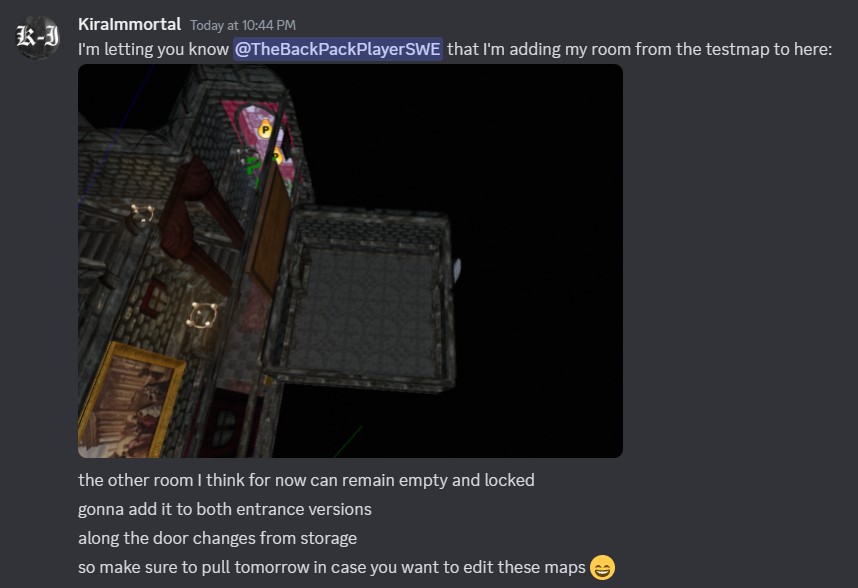 K-I
KiraImmortal Today at 10:44 PM
I'm letting you know @TheBackPackPlayerSWE that I'm adding my room from the testmap to here:
P
P
the other room I think for now can remain empty and locked
gonna add it to both entrance versions
along the door changes from storage
so make sure to pull tomorrow in case you want to edit these maps